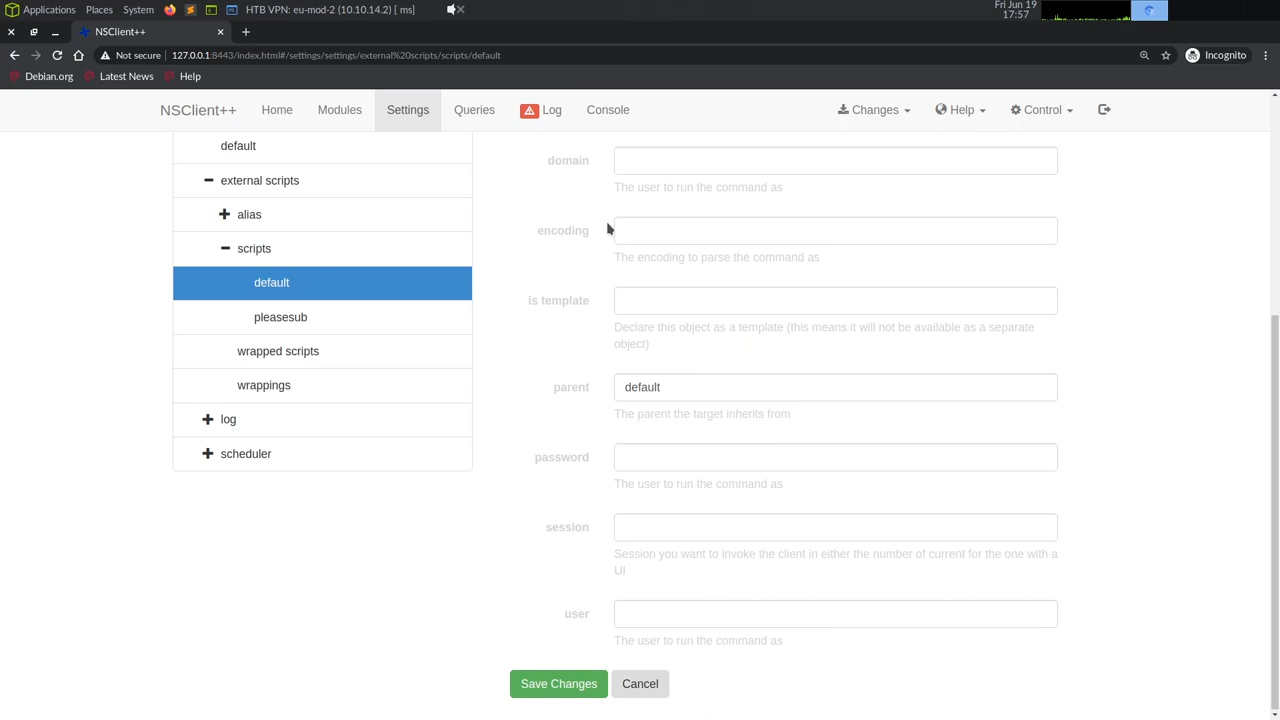 Applications Places System HTB VPN: eu-mod-2 (10.10.14.2) [ ms] Fri Jun 19
17:57
NSClient++
Not secure 127.0.0.1:8443/index.html#/settings/settings/external%20scripts/scripts/default Incognito
Debian.org Latest News Help
NSClient++ Home Modules Settings Queries Log Console Changes Help Control
default
external scripts
alias
scripts
default
pleasesub
wrapped scripts
wrappings
log
scheduler
domain
The user to run the command as
encoding
The encoding to parse the command as
is template
Declare this object as a template (this means it will not be available as a separate
object)
parent default
The parent the target inherits from
password
The user to run the command as
session
Session you want to invoke the client in either the number of current for the one with a
UI
user
The user to run the command as
Save Changes Cancel